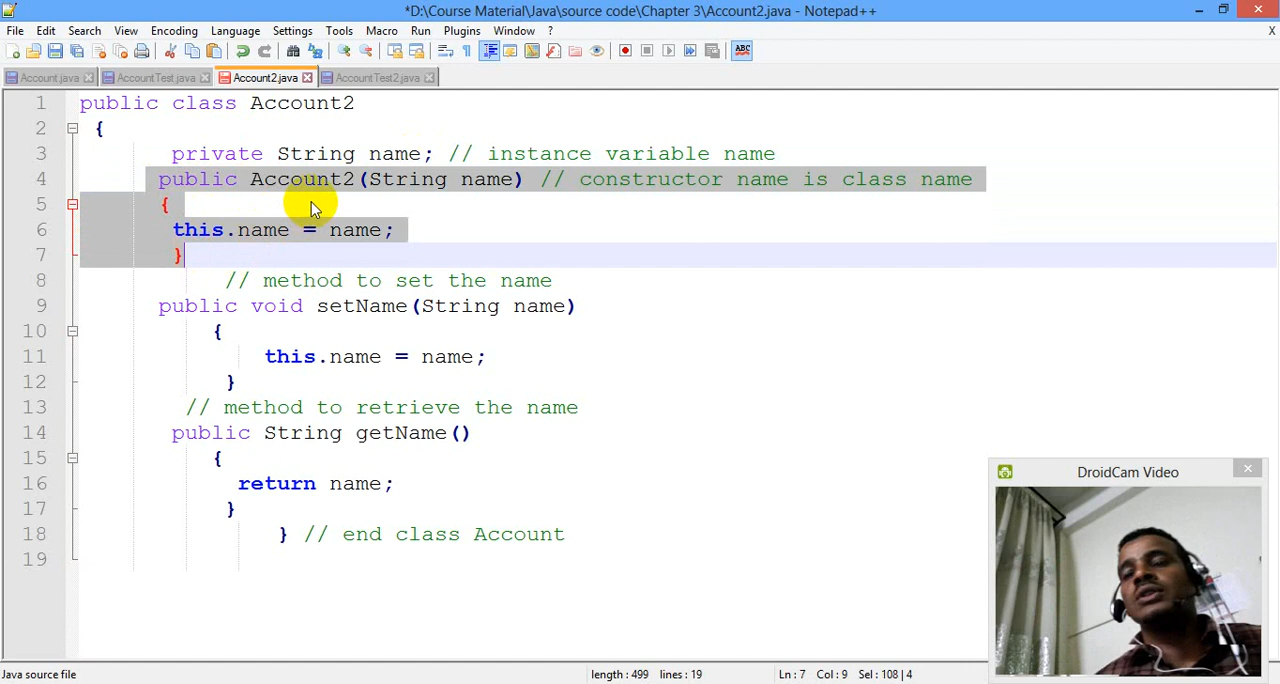 *D:\Course Material\Java\source code\Chapter 3\Account2.java - Notepad++
File Edit Search View Encoding Language Settings Tools Macro Run Plugins Window ? X
ABC
Account.java AccountTest.java Account2.java AccountTest2.java
1 public class Account2
2 {
3 private String name; // instance variable name
4 public Account2(String name) // constructor name is class name
5 {
6 this.name = name;
7 }
8 // method to set the name
9 public void setName(String name)
10 {
11 this.name = name;
12 }
13 // method to retrieve the name
14 public String getName()
15 {
16 return name;
17 }
18 } // end class Account
19
DroidCam Video
Java source file length : 499 lines : 19 Ln : 7 Col : 9 Sel : 108 | 4